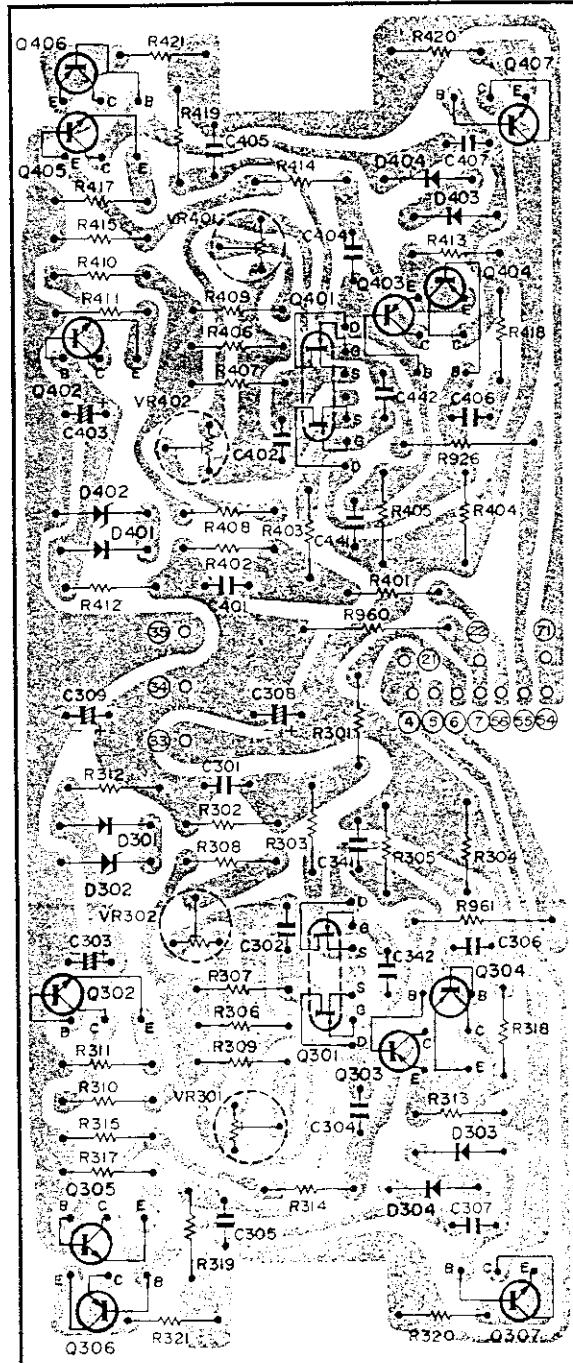 Q406 R421 R420 Q407
E C B B C E
R419 C405 C407
Q405 E C E R414 D404
R417 D403
VR401 C404
R415 R413
R410 Q403 E Q404
R411 R409 Q401 E
R406 D G C C R418
Q402 B C E R407 S B B
VR402 S C442 C406
C403 C402 G
D R926
D402 R408 R403 R405 R404
D401 C441
R402 R401
R412 C401
35 R960 22 71
21
34
C309 C308 4 5 6 7 56 55 54
R301
33
R312 C301
R302 R303
D301 R308 C341 R305 R304
D302
VR302 D R961
G
C303 C302 S C306
C342 Q304
Q302 R307 S B B
B C E R306 G C C R318
R311 R309 Q301 D E E
R310 VR301 Q303 R313
R315 C304 D303
R317
Q305 R314 D304
B C E C305 C307
R319
E C B B C E
R321 R320
Q306 Q307